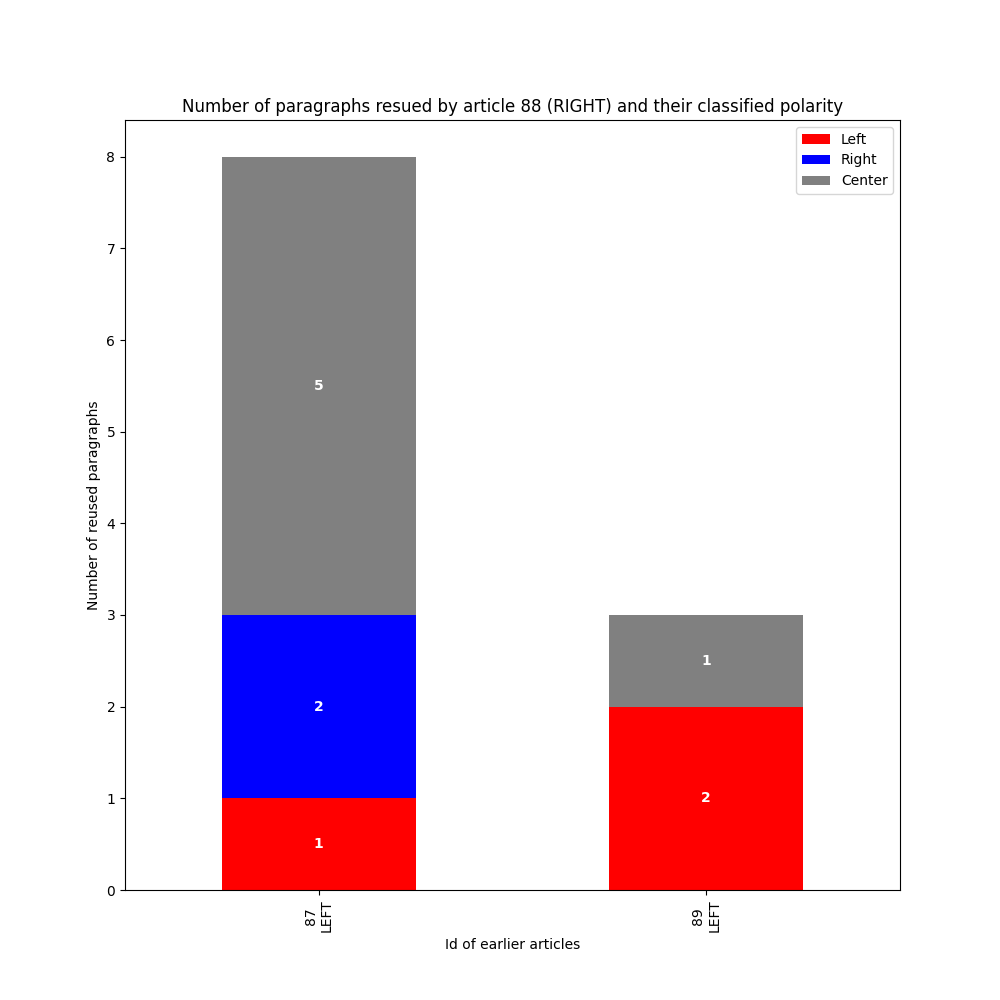 Number of paragraphs resued by article 88 (RIGHT) and their classified polarity
Left
Right
Center
Number of reused paragraphs
8
7
6
5
4
3
2
1
0
5
2
1
1
2
87
LEFT
89
LEFT
Id of earlier articles